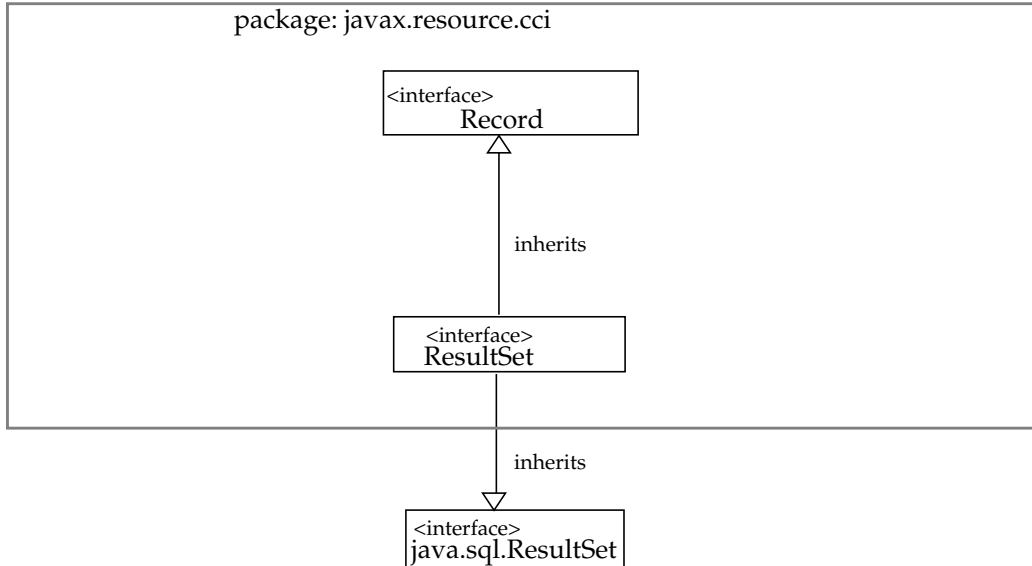 package: javax.resource.cci
<interface>
Record
inherits
<interface>
ResultSet
inherits
<interface>
java.sql.ResultSet